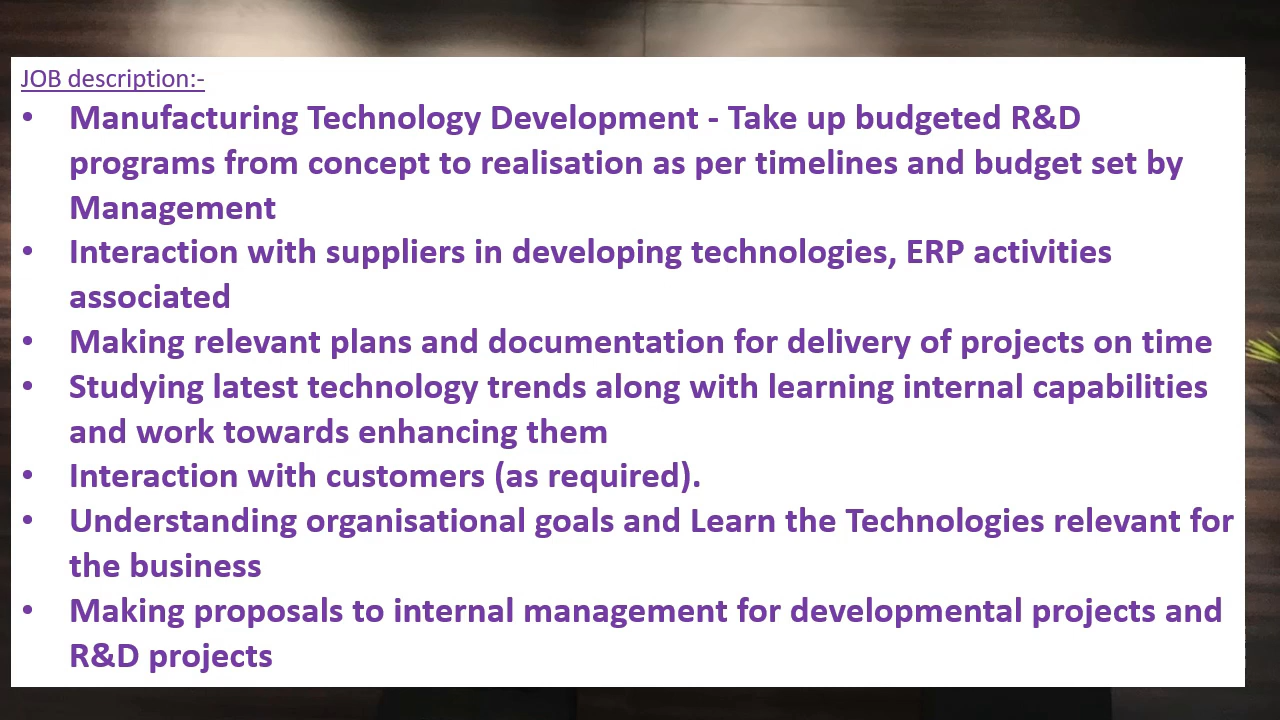 JOB description:-
• Manufacturing Technology Development - Take up budgeted R&D
programs from concept to realisation as per timelines and budget set by
Management
• Interaction with suppliers in developing technologies, ERP activities
associated
• Making relevant plans and documentation for delivery of projects on time
• Studying latest technology trends along with learning internal capabilities
and work towards enhancing them
• Interaction with customers (as required).
• Understanding organisational goals and Learn the Technologies relevant for
the business
• Making proposals to internal management for developmental projects and
R&D projects